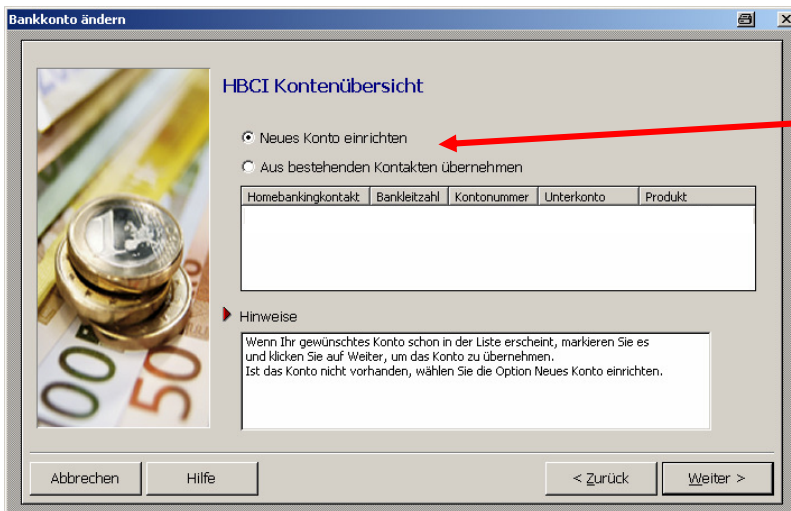 Bankkonto ändern
HBCI Kontenübersicht
Neues Konto einrichten
Aus bestehenden Kontakten übernehmen
Homebankingkontakt Bankleitzahl Kontonummer Unterkonto Produkt
Hinweise
Wenn Ihr gewünschtes Konto schon in der Liste erscheint, markieren Sie es
und klicken Sie auf Weiter, um das Konto zu übernehmen.
Ist das Konto nicht vorhanden, wählen Sie die Option Neues Konto einrichten.
00
50
Abbrechen Hilfe < Zurück Weiter >